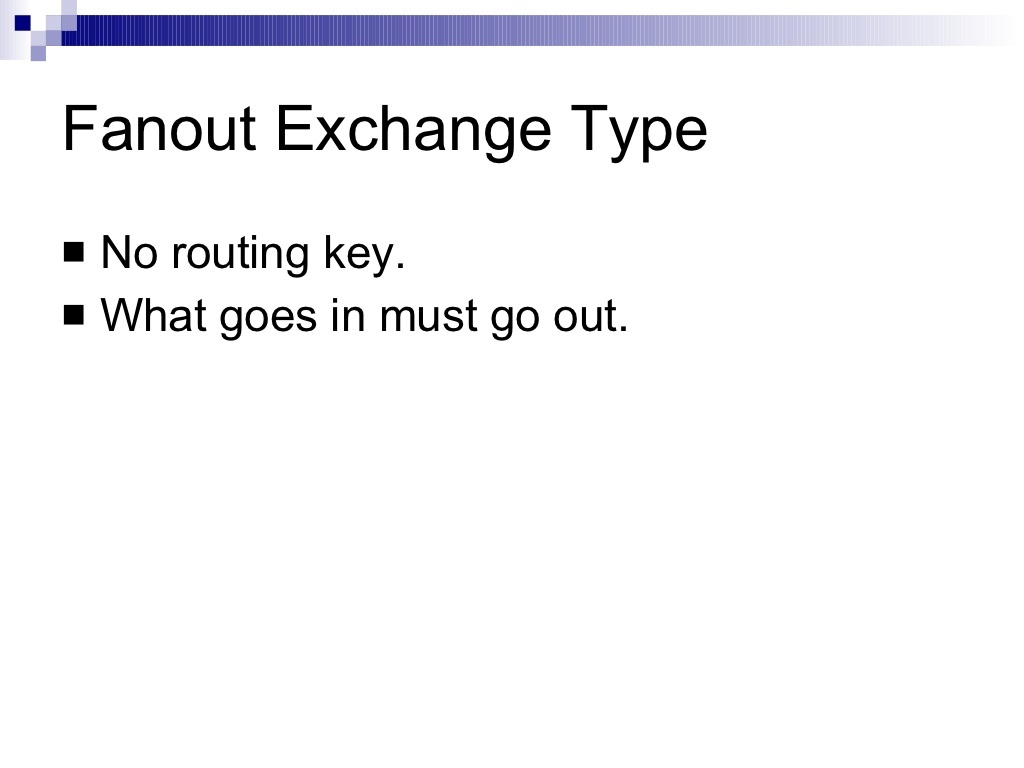 Fanout Exchange Type
■ No routing key.
■ What goes in must go out.